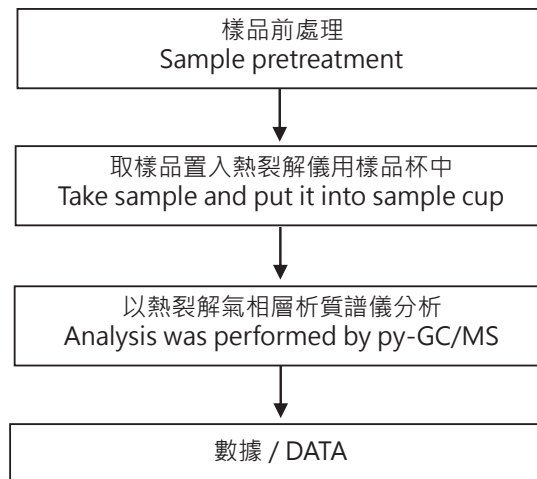 樣品前處理
Sample pretreatment
取樣品置入熱裂解儀用樣品杯中
Take sample and put it into sample cup
以熱裂解氣相層析質譜儀分析
Analysis was performed by py-GC/MS
數據 / DATA